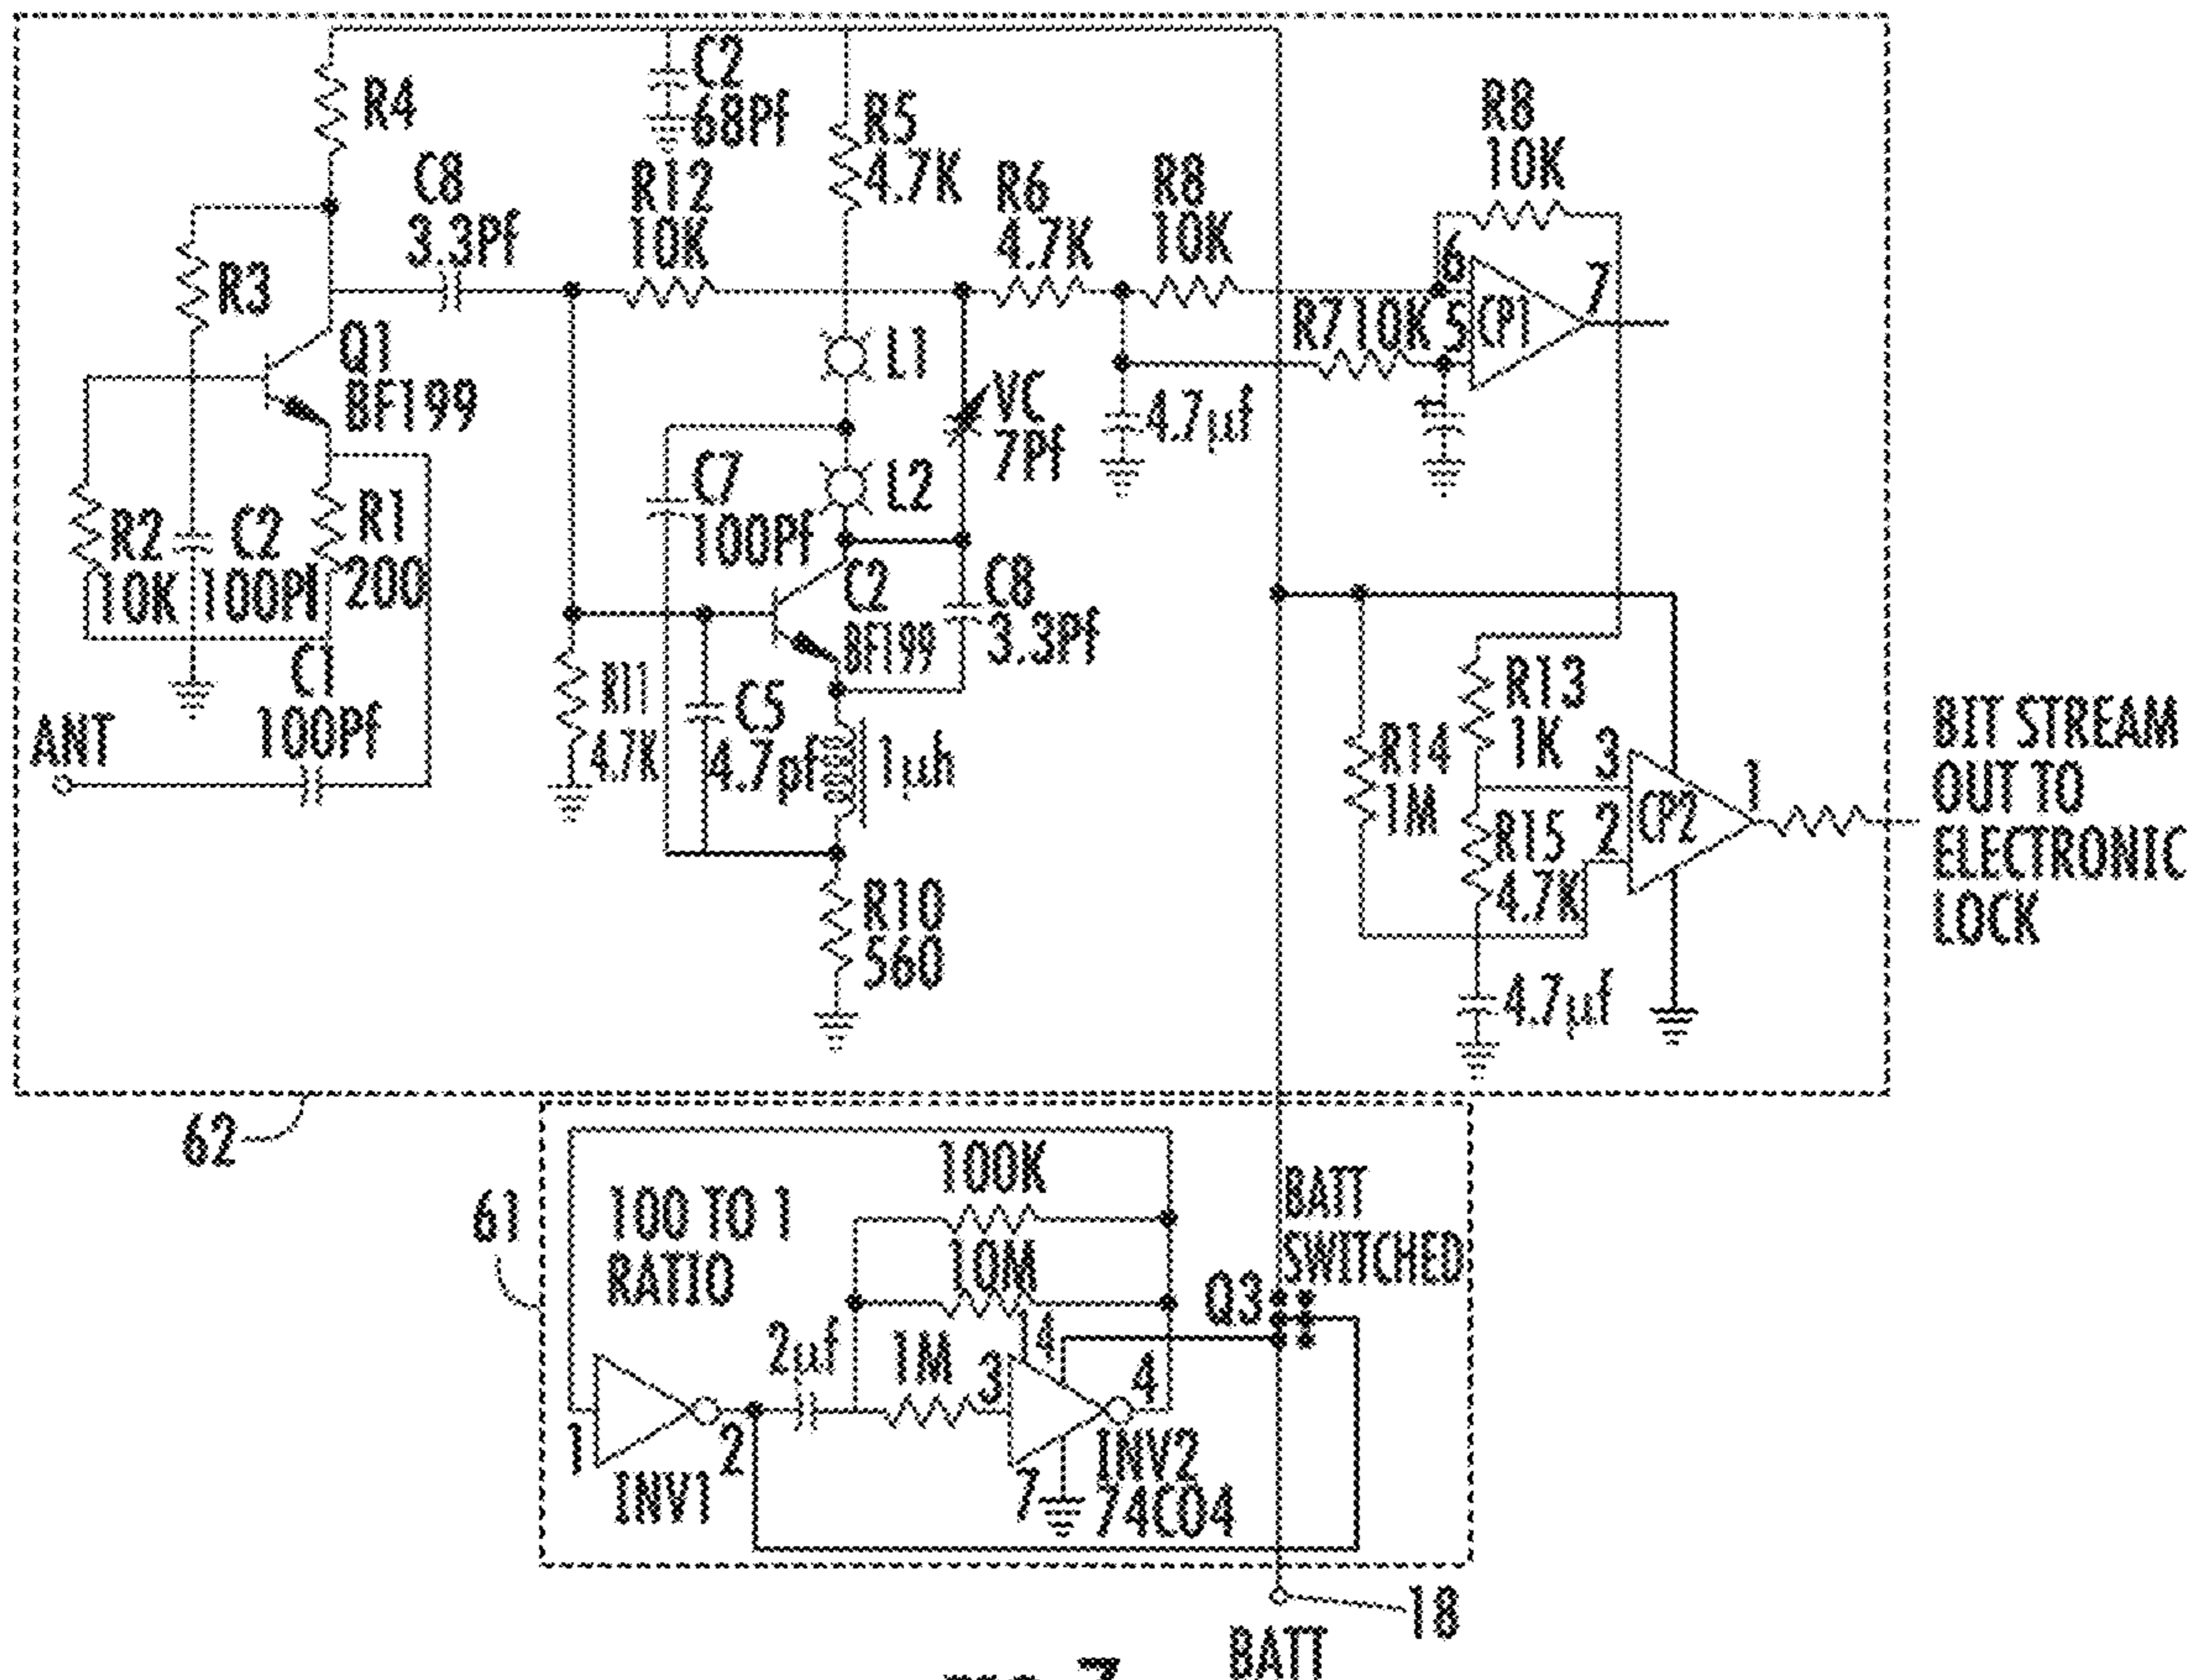 C2
68Pf
R4
R5
4.7K
R8
10K
C8
3.3Pf
R12
10K
R6
4.7K
R8
10K
R3
Q1
BF199
6
5
CP1
7
R7 10K
L1
VC
7Pf
4.7µf
C7
100Pf
L2
R2
10K
C2
100Pf
R1
200
C2
BF199
C8
3.3Pf
C1
100Pf
ANT
R11
4.7K
C5
4.7pf
1µh
R10
560
R13
1K
R14
1M
R15
4.7K
3
2
CP2
1
4.7µf
BIT STREAM
OUT TO
ELECTRONIC
LOCK
62
61
100 TO 1
RATIO
100K
10M
BATT
SWITCHED
Q3
2µf
1M
3
14
4
1
2
INV1
7
INV2
74C04
18
BATT